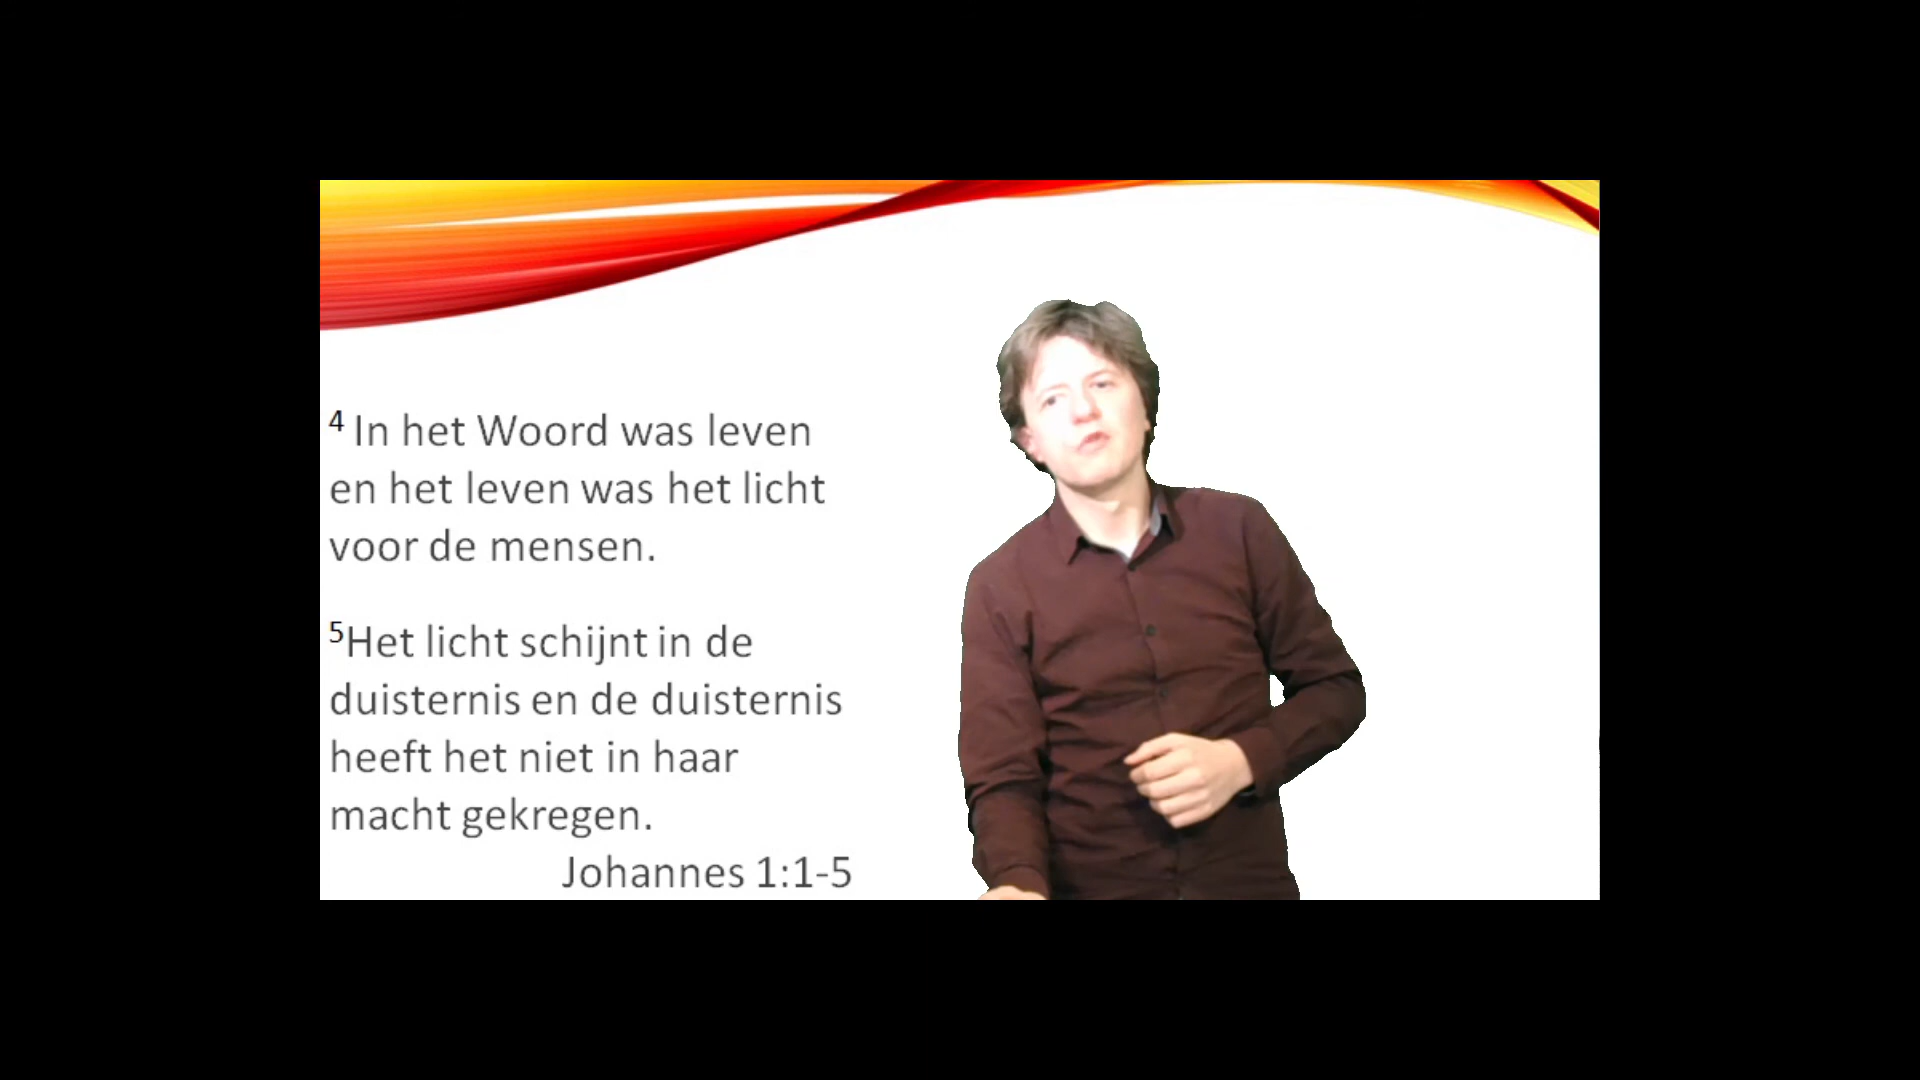 4 In het Woord was leven
en het leven was het licht
voor de mensen.
5Het licht schijnt in de
duisternis en de duisternis
heeft het niet in haar
macht gekregen.
Johannes 1:1-5